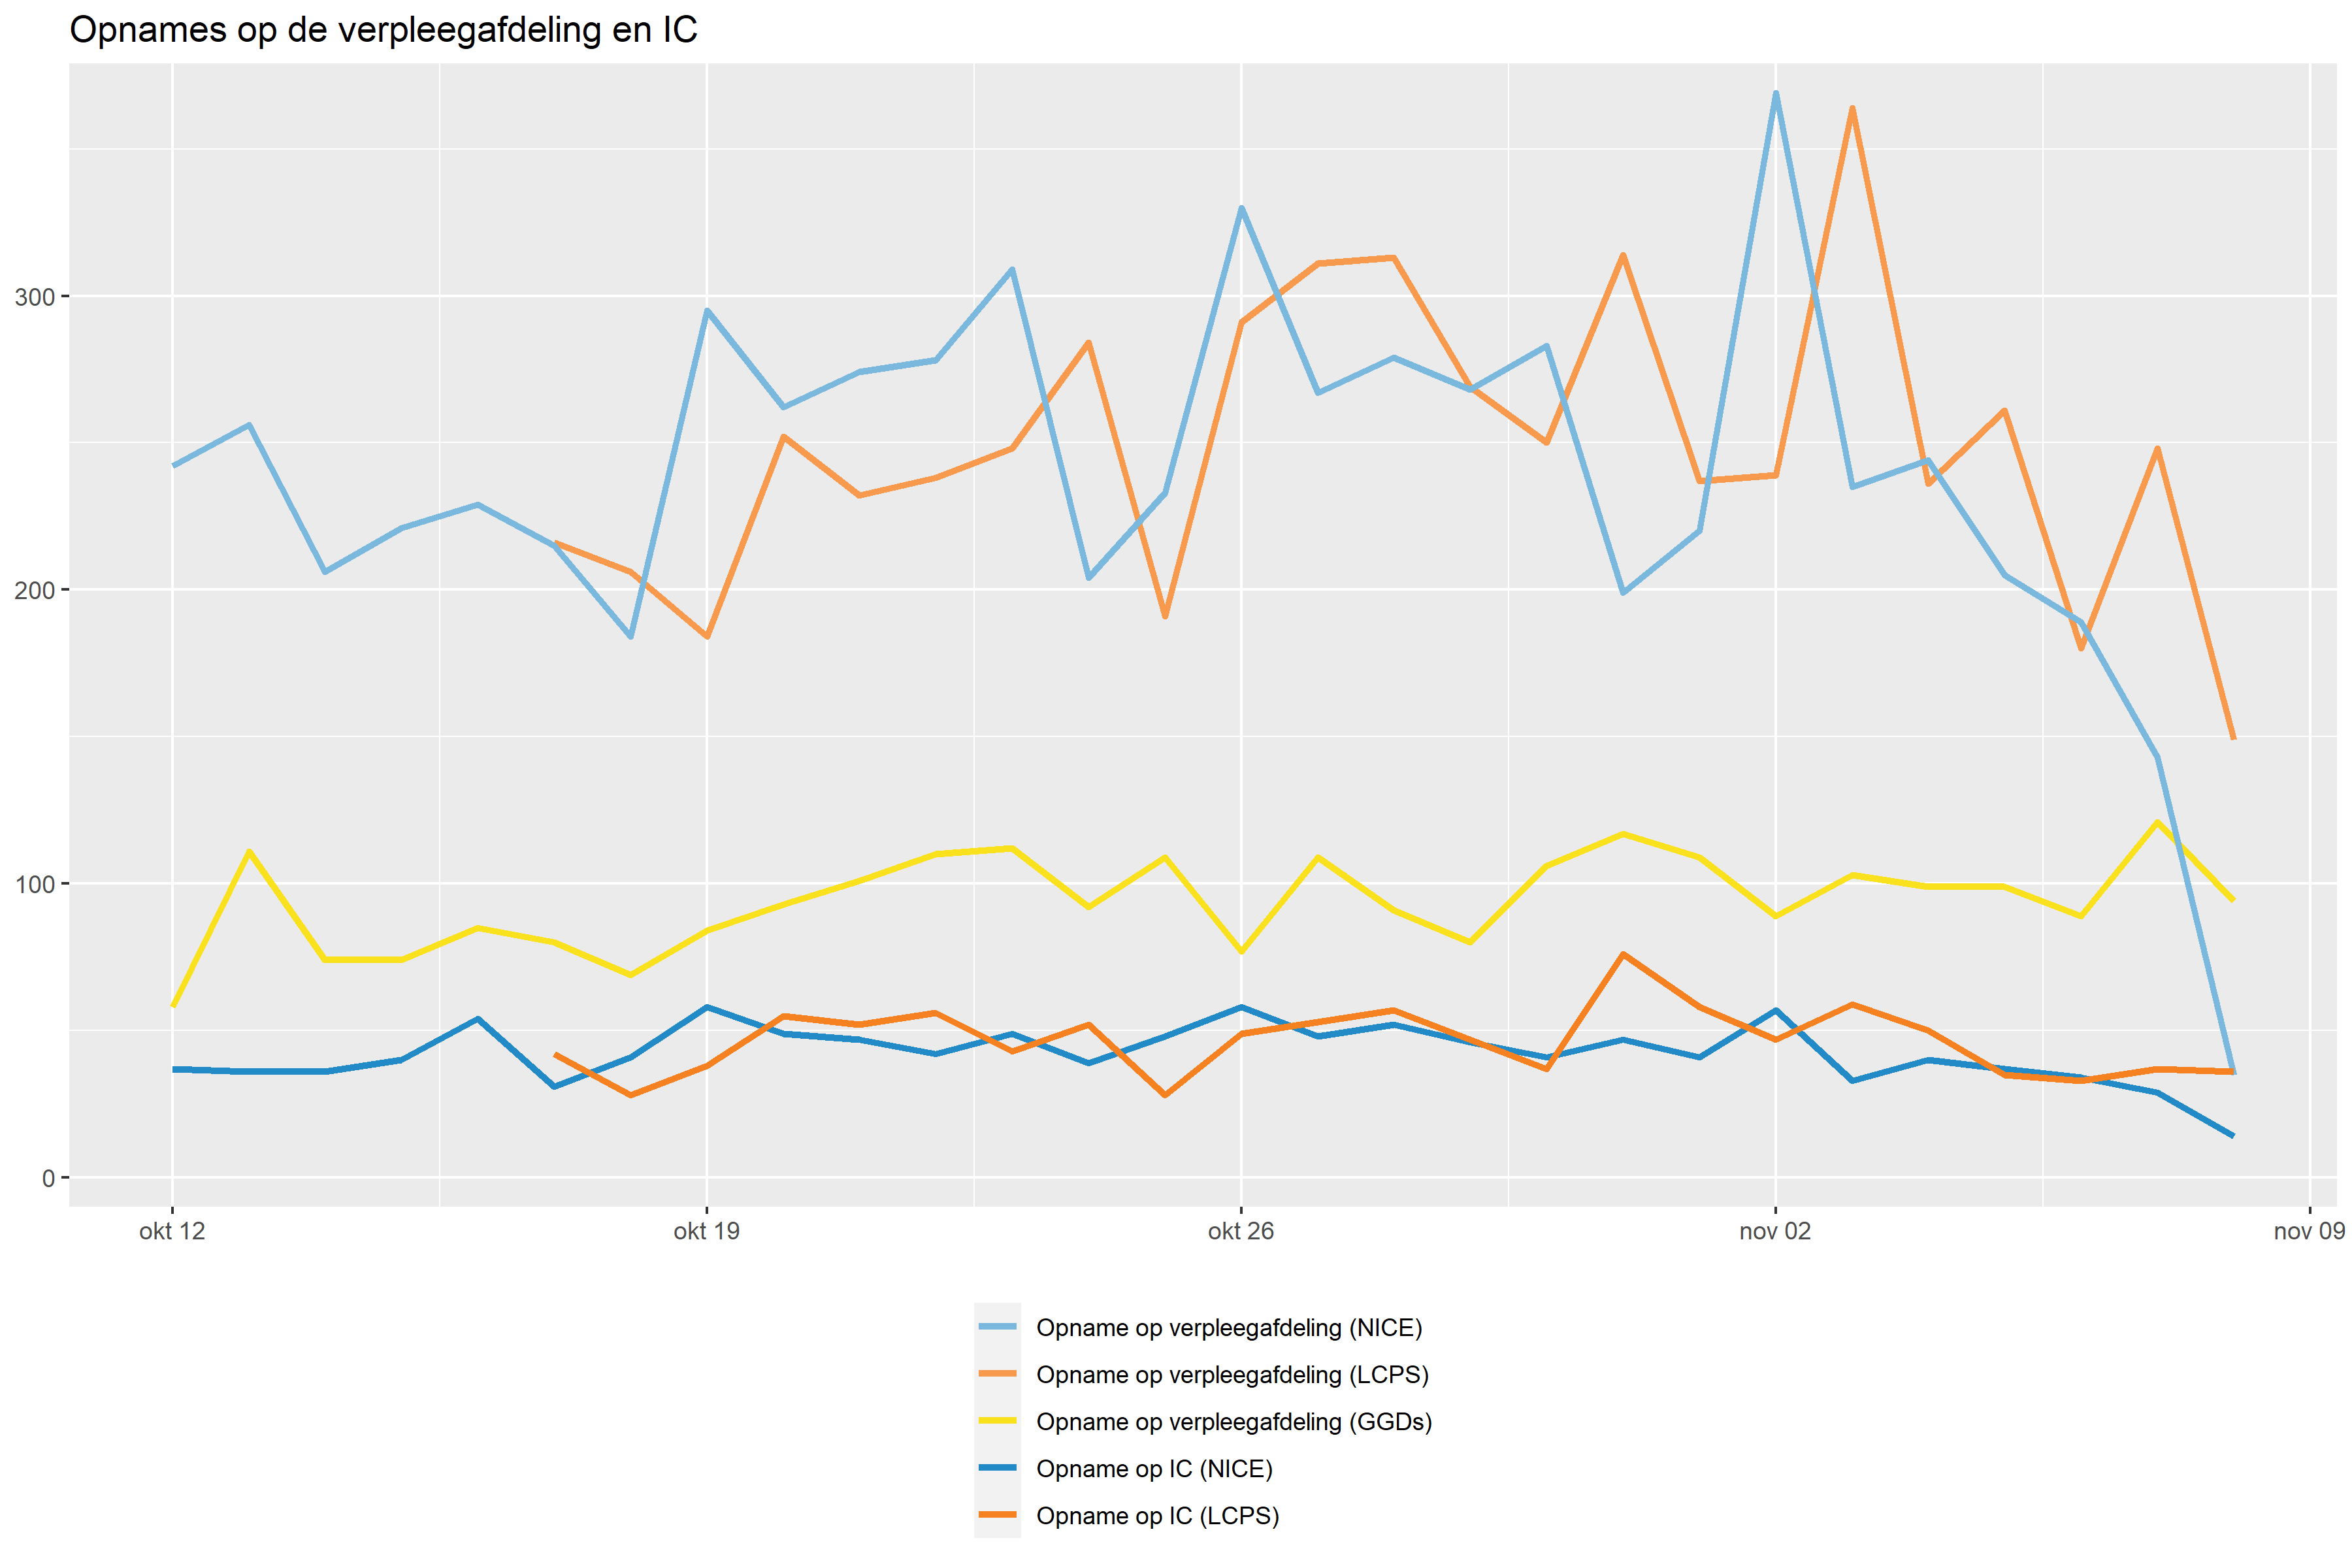 Opnames op de verpleegafdeling en IC
300
200
100
0
okt 12 okt 19 okt 26 nov 02 nov 09
Opname op verpleegafdeling (NICE)
Opname op verpleegafdeling (LCPS)
Opname op verpleegafdeling (GGDs)
Opname op IC (NICE)
Opname op IC (LCPS)